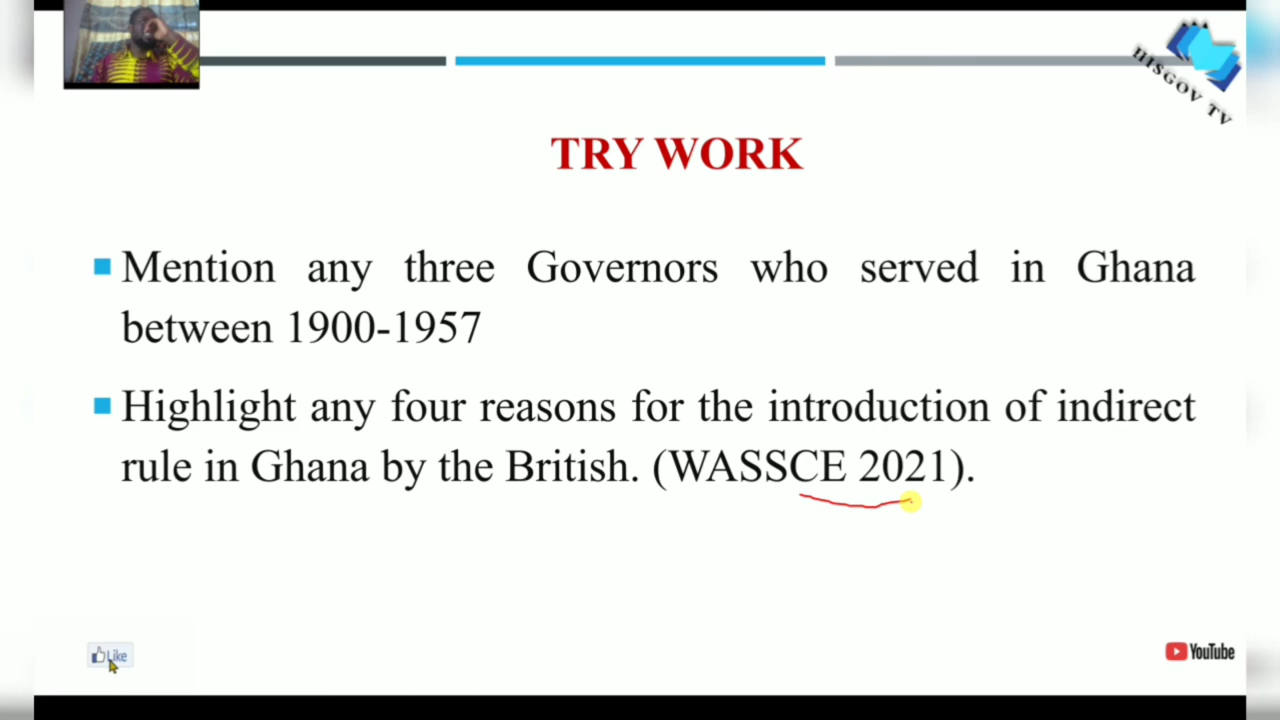 HISGOV TV
TRY WORK
Mention any three Governors who served in Ghana
between 1900-1957
Highlight any four reasons for the introduction of indirect
rule in Ghana by the British. (WASSCE 2021).
Like
YouTube